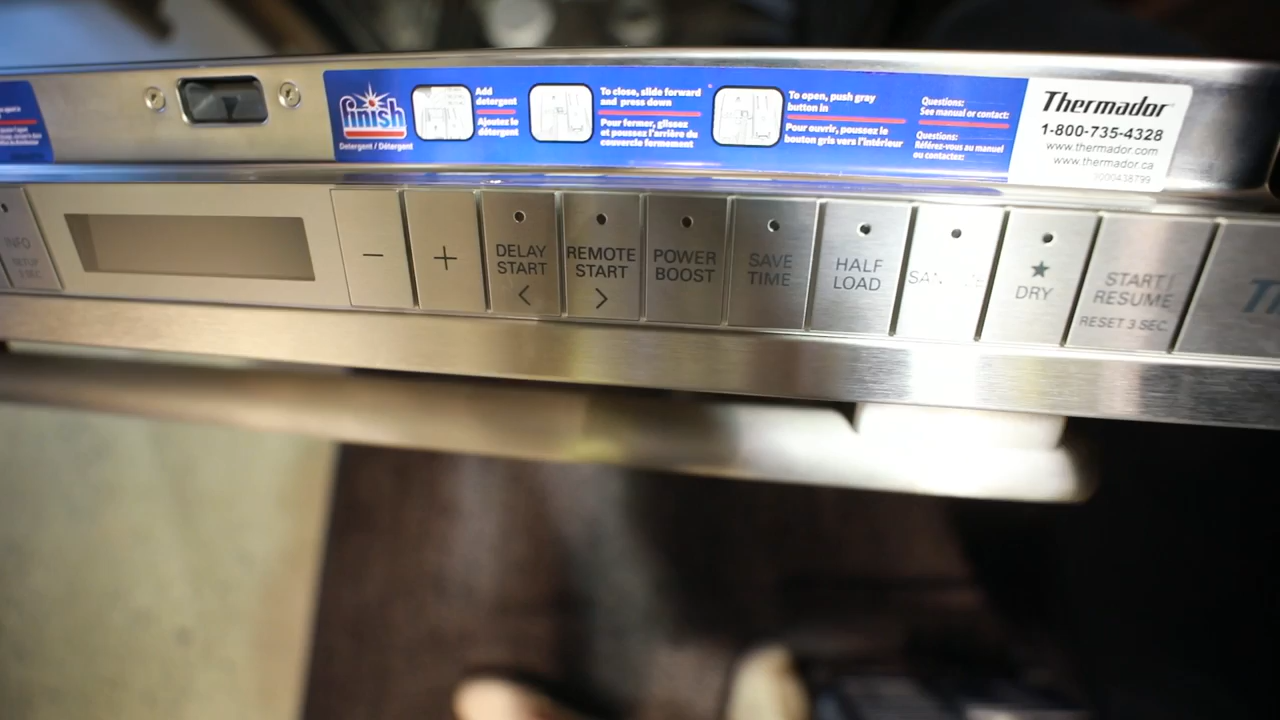 finish
Detergent / Détergent
Add
detergent
Ajoutez le
détergent
To close, slide forward
and press down
Pour fermer, glissez
et poussez l'arrière du
couvercle fermement
To open, push gray
button in
Pour ouvrir, poussez le
bouton gris vers l'intérieur
Questions:
See manual or contact:
Questions:
Référez-vous au manuel
ou contactez:
Thermador
1-800-735-4328
www.thermador.com
www.thermador.ca
9000438799
INFO
SETUP
3 SEC.
−
+
DELAY
START
<
REMOTE
START
>
POWER
BOOST
SAVE
TIME
HALF
LOAD
★
DRY
START/
RESUME
RESET 3 SEC.